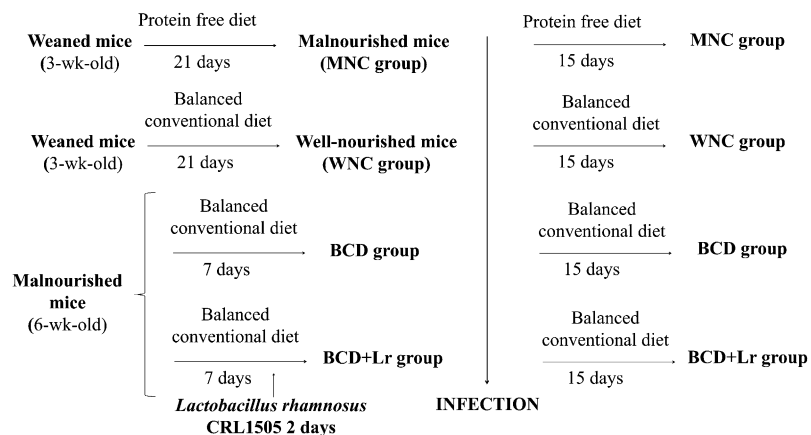 Protein free diet
Weaned mice
(3-wk-old)
21 days
Malnourished mice
(MNC group)
Protein free diet
15 days
MNC group
Balanced
conventional diet
Weaned mice
(3-wk-old)
21 days
Well-nourished mice
(WNC group)
Balanced
conventional diet
15 days
WNC group
Malnourished
mice
(6-wk-old)
Balanced
conventional diet
7 days
BCD group
Balanced
conventional diet
15 days
BCD group
Balanced
conventional diet
7 days
BCD+Lr group
Lactobacillus rhamnosus
CRL1505 2 days
INFECTION
Balanced
conventional diet
15 days
BCD+Lr group